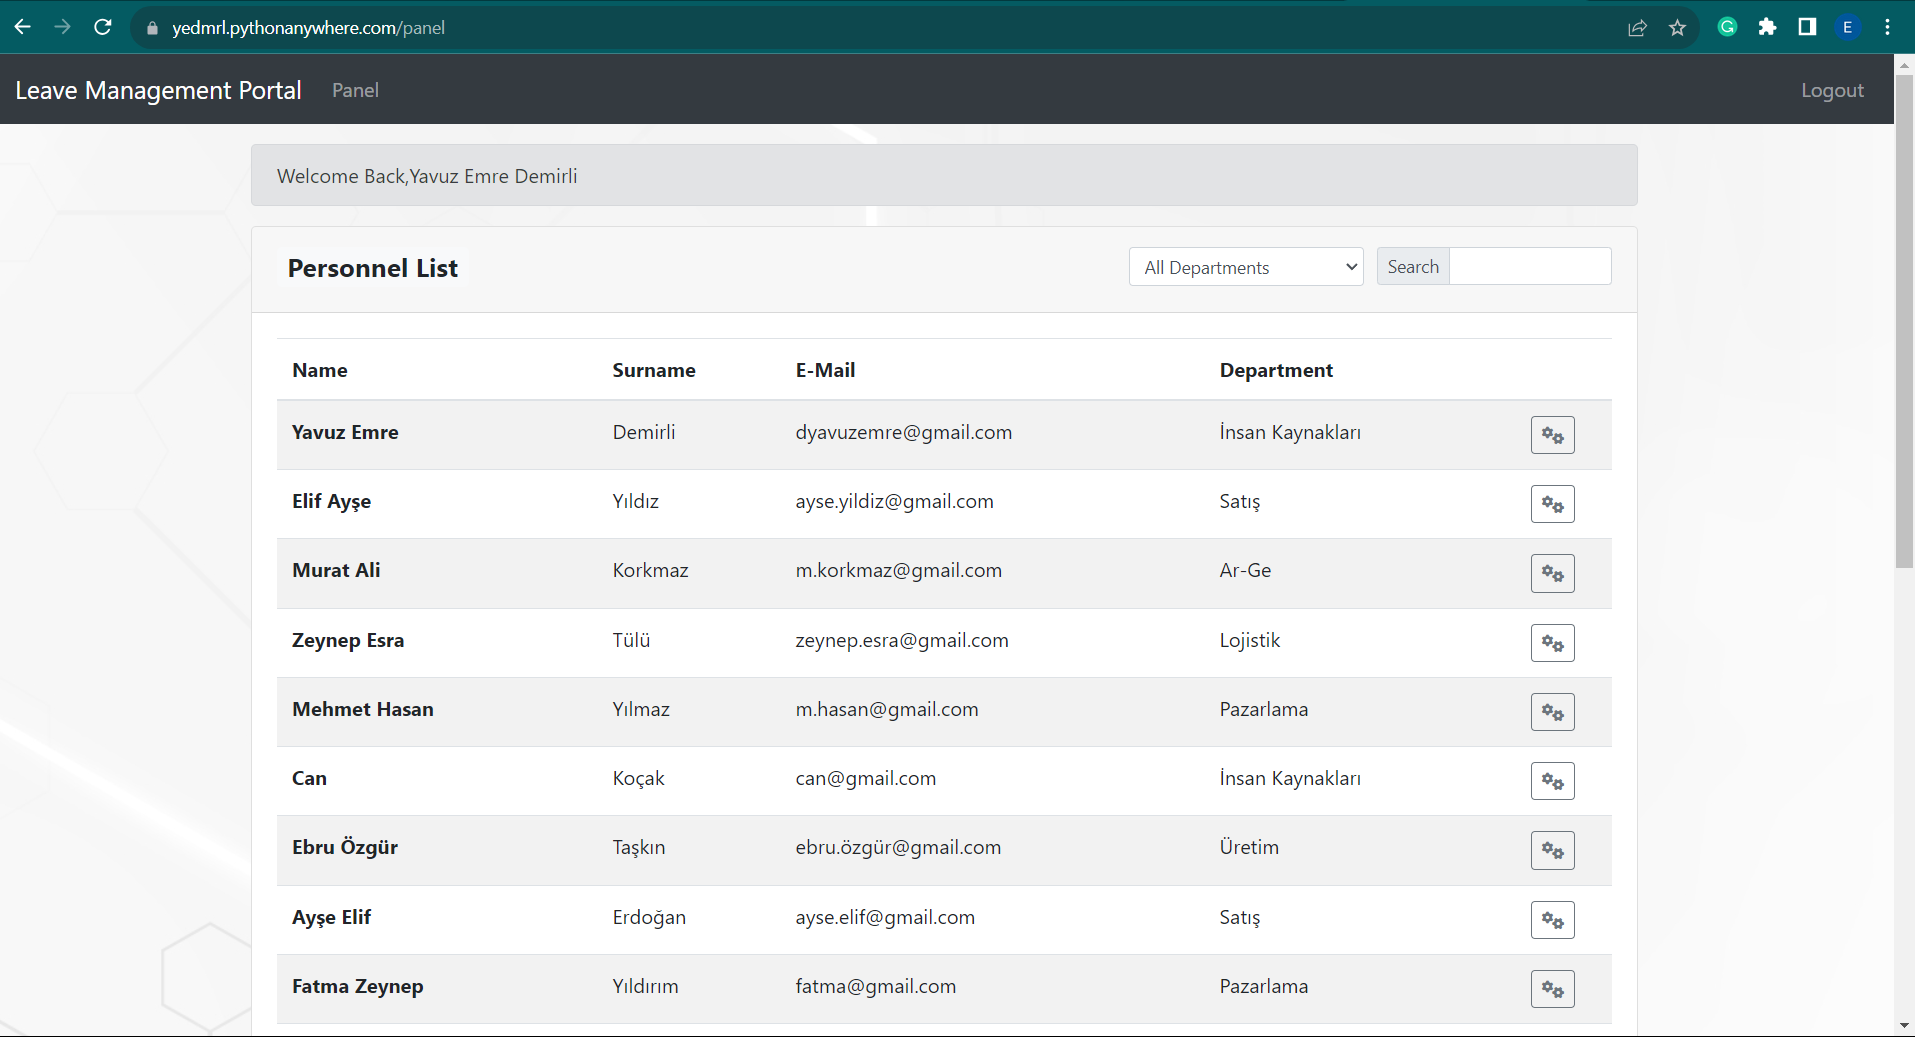 yedmrl.pythonanywhere.com/panel
G
E
Leave Management Portal Panel Logout
Welcome Back,Yavuz Emre Demirli
Personnel List All Departments Search
Name Surname E-Mail Department
Yavuz Emre Demirli dyavuzemre@gmail.com İnsan Kaynakları
Elif Ayşe Yıldız ayse.yildiz@gmail.com Satış
Murat Ali Korkmaz m.korkmaz@gmail.com Ar-Ge
Zeynep Esra Tülü zeynep.esra@gmail.com Lojistik
Mehmet Hasan Yılmaz m.hasan@gmail.com Pazarlama
Can Koçak can@gmail.com İnsan Kaynakları
Ebru Özgür Taşkın ebru.özgür@gmail.com Üretim
Ayşe Elif Erdoğan ayse.elif@gmail.com Satış
Fatma Zeynep Yıldırım fatma@gmail.com Pazarlama